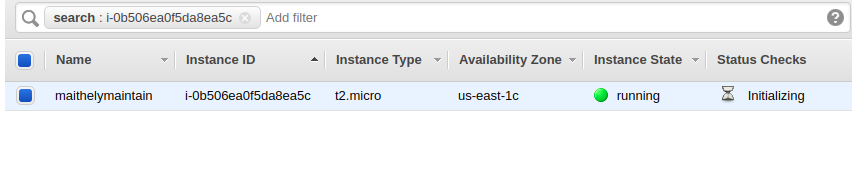 search : i-0b506ea0f5da8ea5c Add filter ?
Name Instance ID Instance Type Availability Zone Instance State Status Checks
maithelymaintain i-0b506ea0f5da8ea5c t2.micro us-east-1c running Initializing